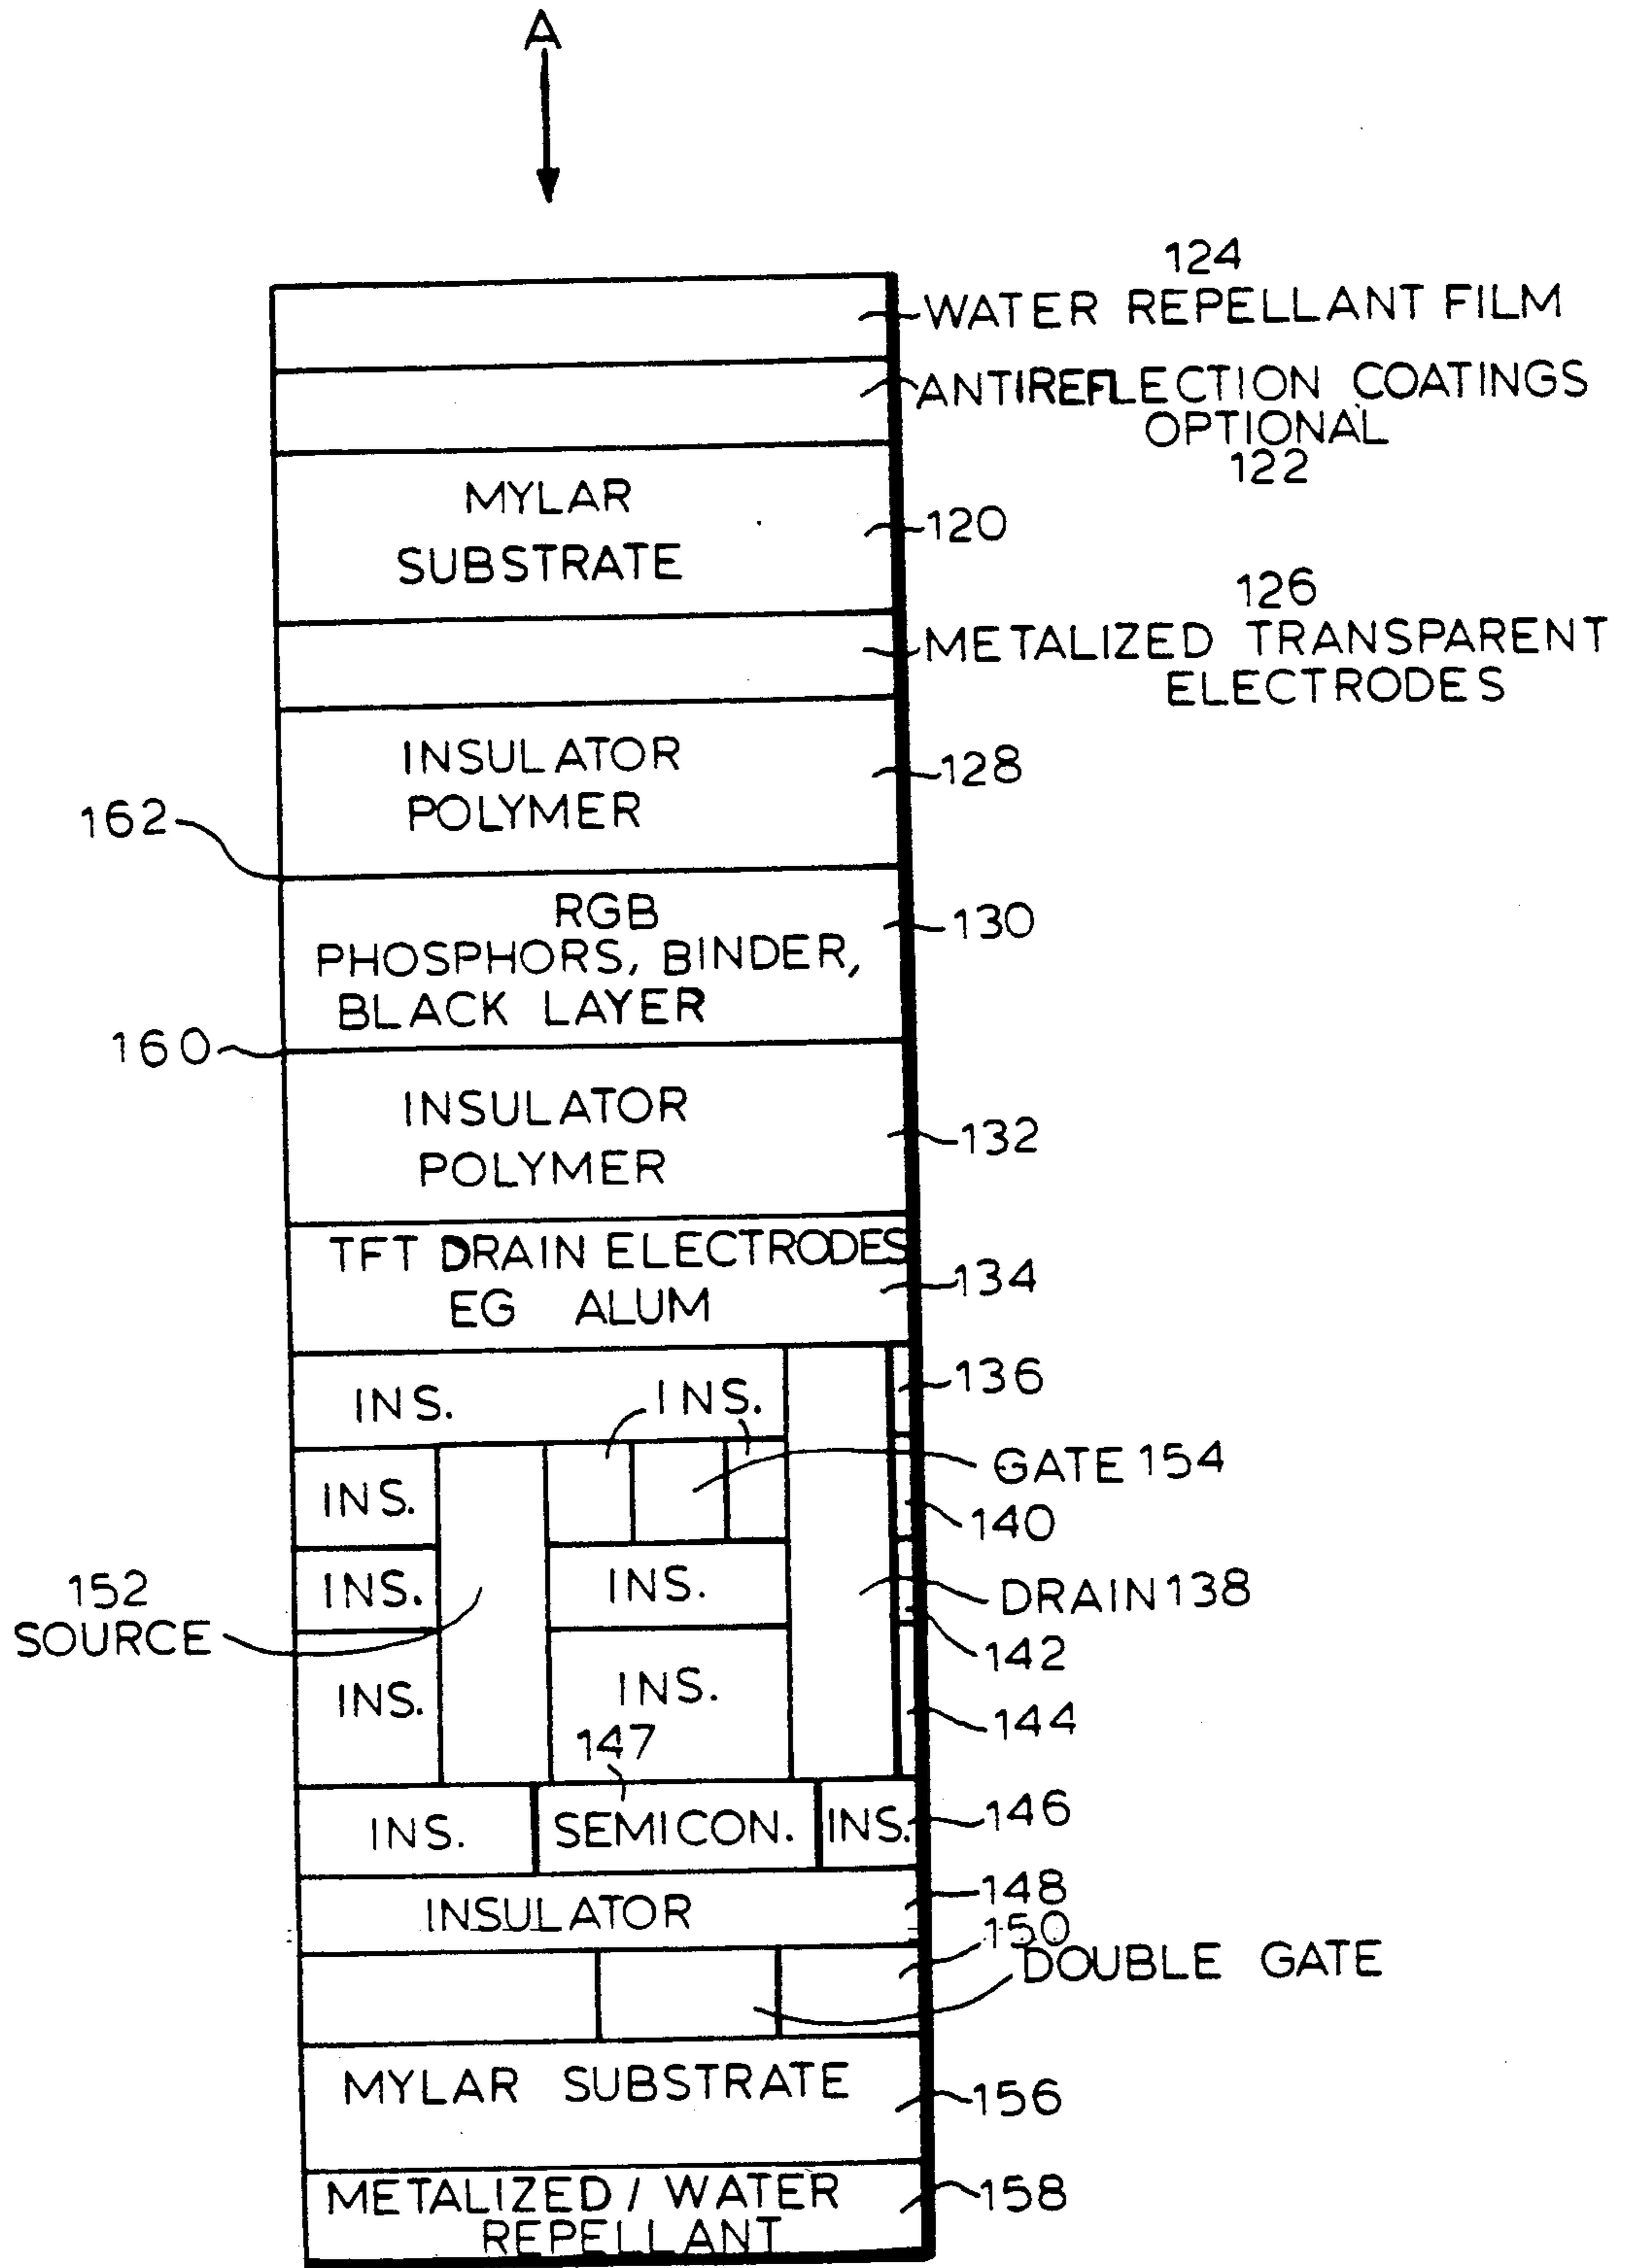 A
124
WATER REPELLANT FILM
ANTIREFLECTION COATINGS
OPTIONAL
122
MYLAR
SUBSTRATE
120
126
METALIZED TRANSPARENT
ELECTRODES
INSULATOR
POLYMER
128
162
RGB
PHOSPHORS, BINDER,
BLACK LAYER
130
160
INSULATOR
POLYMER
132
TFT DRAIN ELECTRODES
EG ALUM
134
INS.
INS.
136
INS.
GATE 154
140
INS.
INS.
152
SOURCE
DRAIN 138
142
INS.
INS.
144
147
INS.
SEMICON.
INS.
146
INSULATOR
148
150
DOUBLE GATE
MYLAR SUBSTRATE
156
METALIZED / WATER
REPELLANT
158